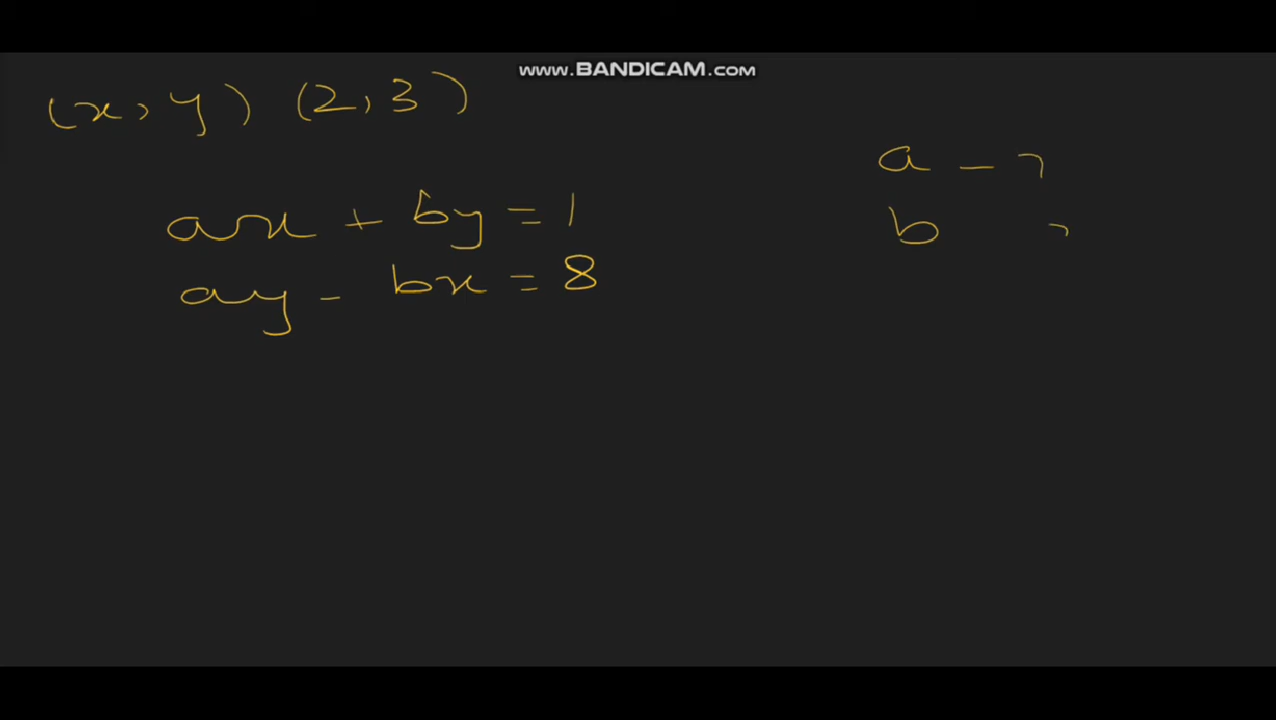 www.BANDICAM.com
(x, y) (2, 3)
ax + by = 1
ay - bx = 8
a - ?
b ?